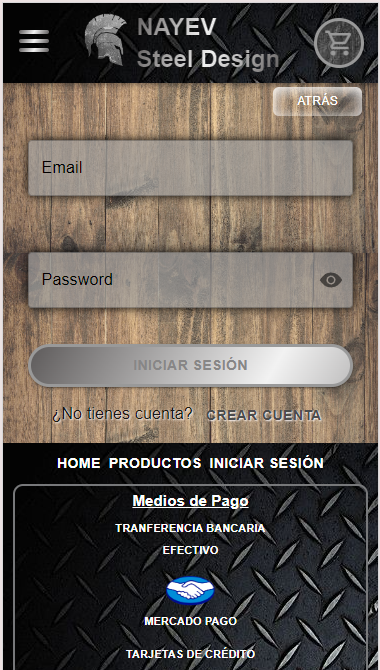 NAYEV
Steel Design
ATRÁS
Email
Password
INICIAR SESIÓN
¿No tienes cuenta? CREAR CUENTA
HOME PRODUCTOS INICIAR SESIÓN
Medios de Pago
TRANFERENCIA BANCARIA
EFECTIVO
MERCADO PAGO
TARJETAS DE CRÉDITO